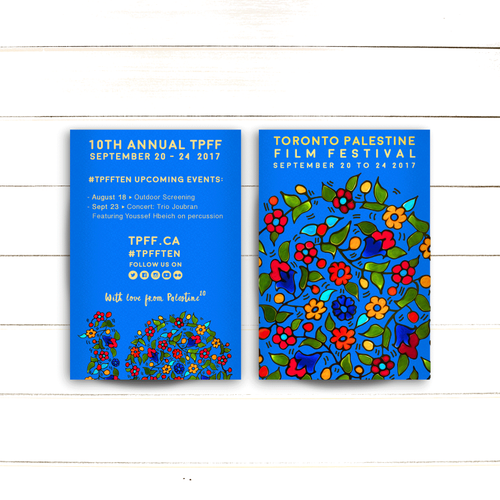 10TH ANNUAL TPFF
SEPTEMBER 20 - 24 2017
#TPFFTEN UPCOMING EVENTS:
- August 18 ▸ Outdoor Screening
- Sept 23 ▸ Concert: Trio Joubran
Featuring Youssef Hbeich on percussion
TPFF.CA
#TPFFTEN
FOLLOW US ON
With love from Palestine¹⁰
TORONTO PALESTINE
FILM FESTIVAL
SEPTEMBER 20 TO 24 2017